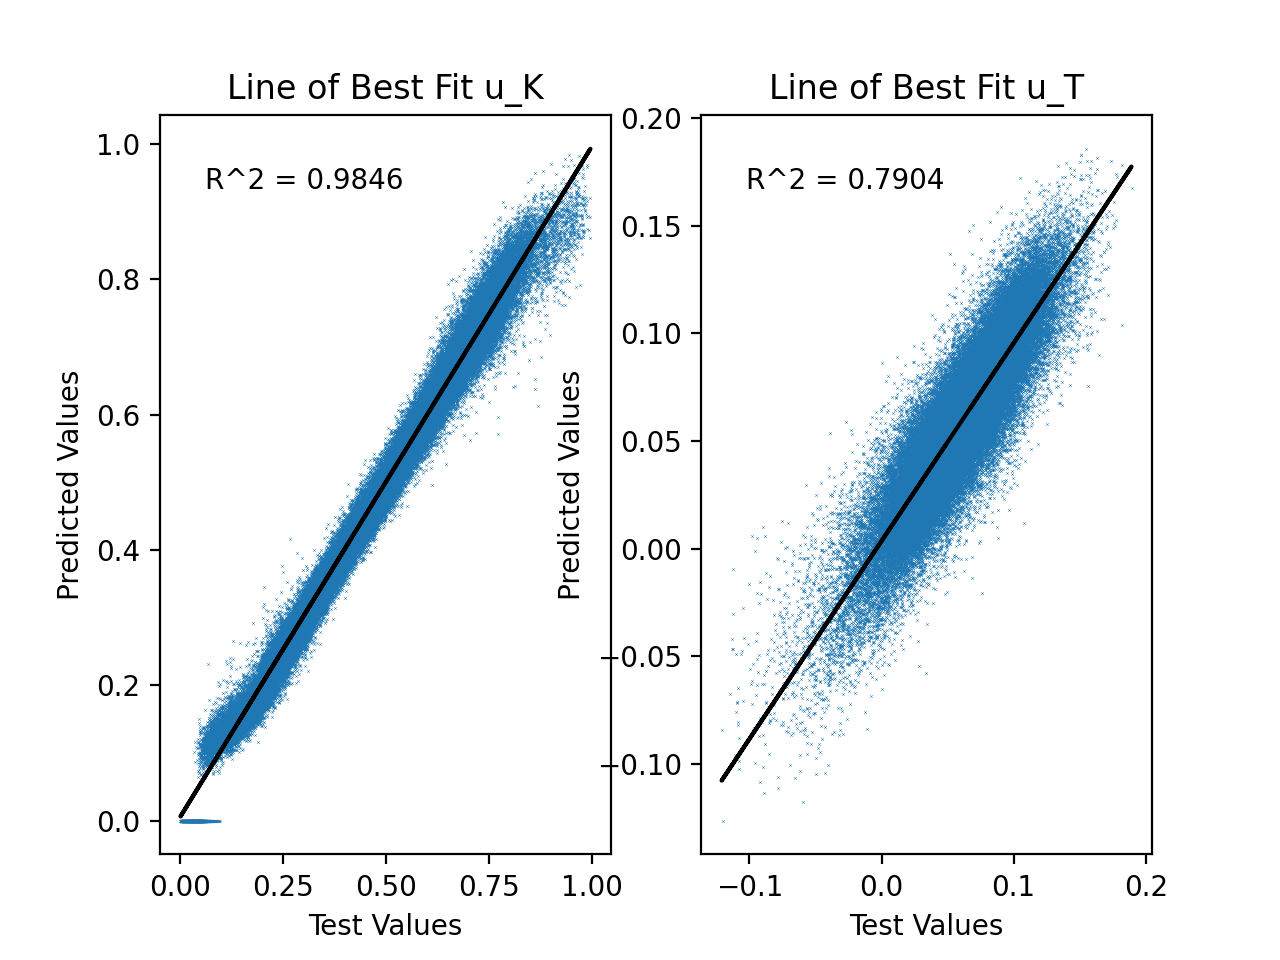 Line of Best Fit u_K
R^2 = 0.9846
1.0
0.8
0.6
0.4
0.2
0.0
Predicted Values
0.00 0.25 0.50 0.75 1.00
Test Values
Line of Best Fit u_T
R^2 = 0.7904
0.20
0.15
0.10
0.05
0.00
−0.05
−0.10
Predicted Values
−0.1 0.0 0.1 0.2
Test Values